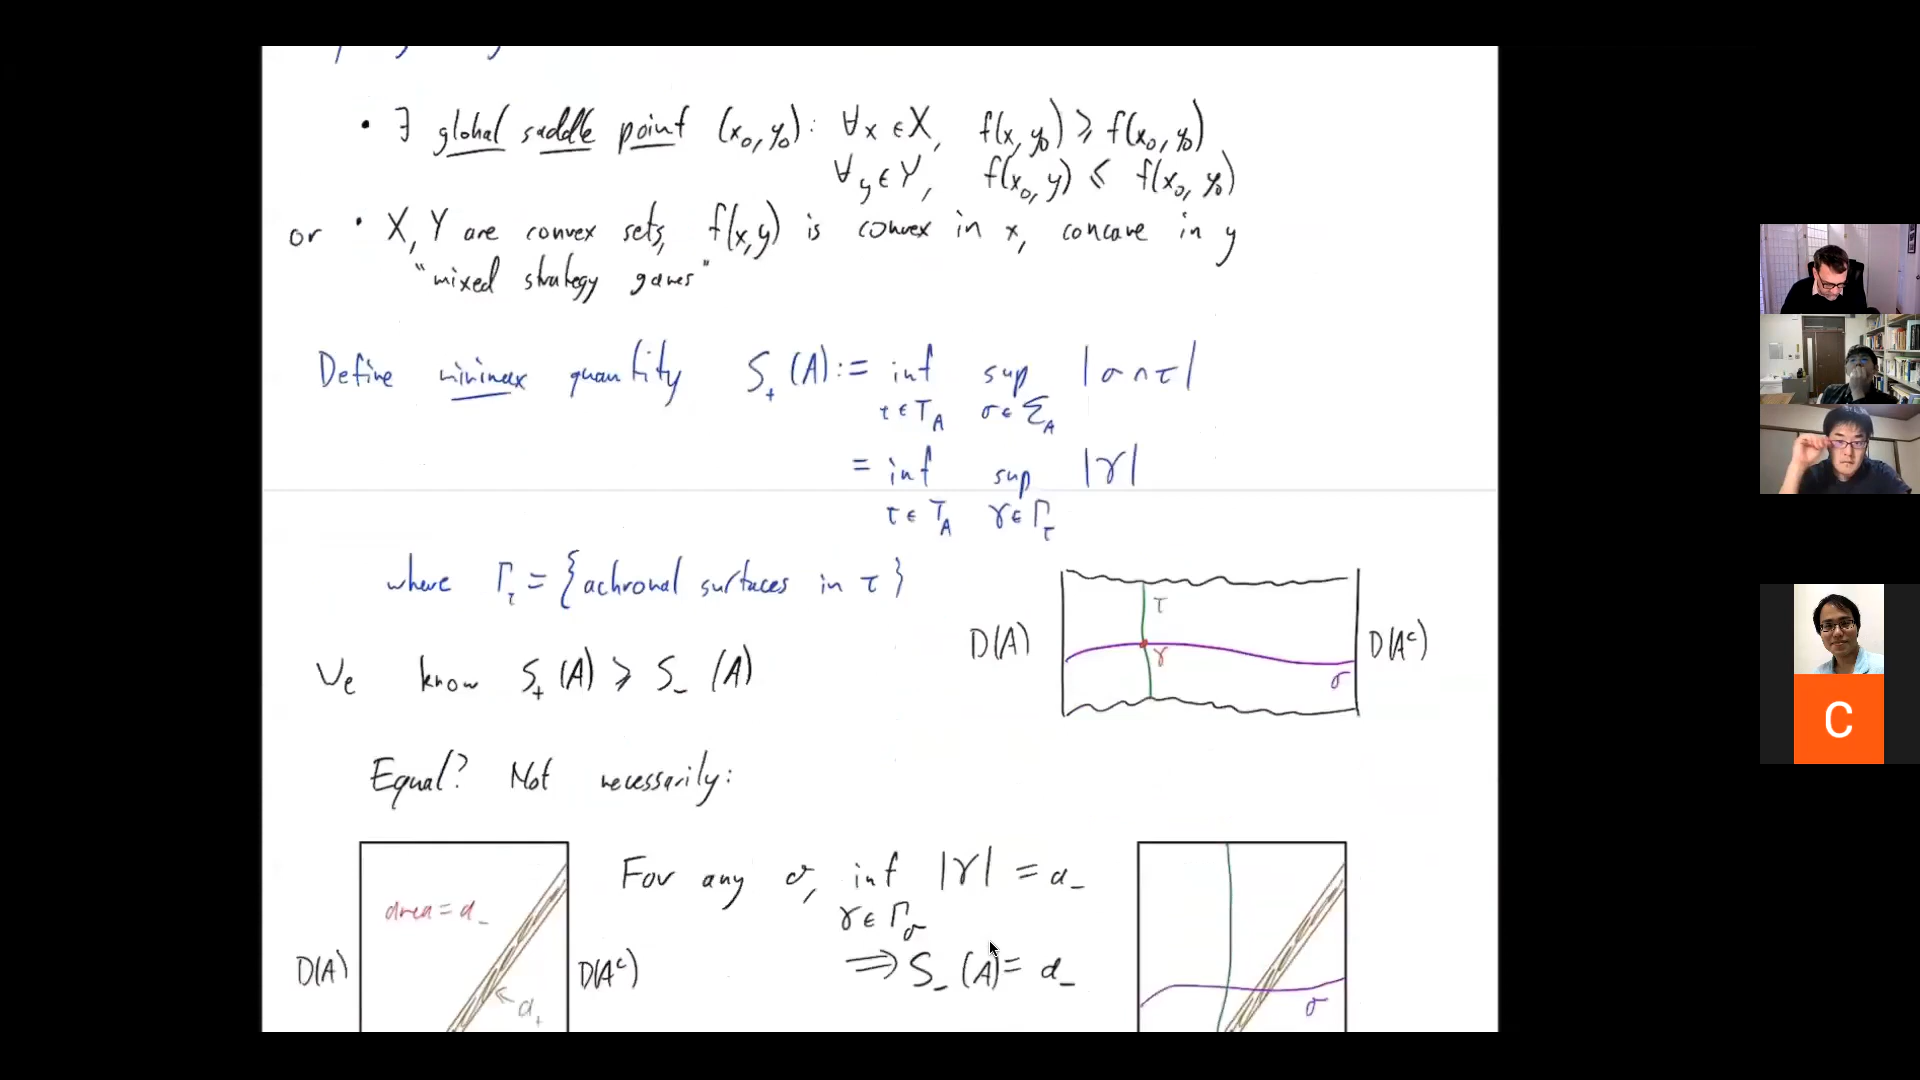 • ∃ global saddle point (x₀, y₀): ∀x ∈ X, f(x, y₀) ⩾ f(x₀, y₀)
∀y ∈ Y, f(x₀, y) ⩽ f(x₀, y₀)
or • X, Y are convex sets, f(x,y) is convex in x, concave in y
"mixed strategy games"
Define minimax quantity S₊(A) := inf sup |σ ∩ τ|
τ ∈ T_A σ ∈ Σ_A
= inf sup |γ|
τ ∈ T_A γ ∈ Γ_τ
where Γ_τ = {achronal surfaces in τ}
τ
D(A) D(Aᶜ)
γ
σ
We know S₊(A) ⩾ S₋(A)
Equal? Not necessarily:
For any σ, inf |γ| = a₋
γ ∈ Γ_σ
area = a₋
D(A) D(Aᶜ)
⇒ S₋(A) = a₋
a₊
σ
C